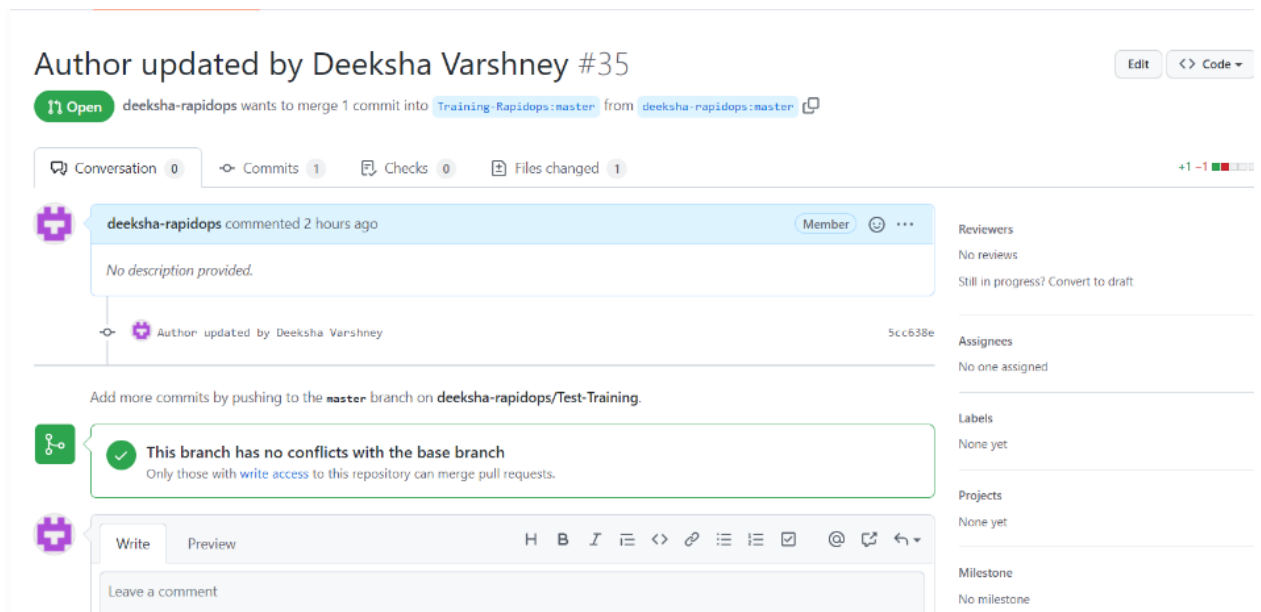 Author updated by Deeksha Varshney #35
Edit
<> Code
Open
deeksha-rapidops wants to merge 1 commit into Training-Rapidops:master from deeksha-rapidops:master
Conversation 0
Commits 1
Checks 0
Files changed 1
+1 −1
deeksha-rapidops commented 2 hours ago
Member
No description provided.
Author updated by Deeksha Varshney
5cc638e
Add more commits by pushing to the master branch on deeksha-rapidops/Test-Training.
This branch has no conflicts with the base branch
Only those with write access to this repository can merge pull requests.
Write
Preview
Leave a comment
Reviewers
No reviews
Still in progress? Convert to draft
Assignees
No one assigned
Labels
None yet
Projects
None yet
Milestone
No milestone